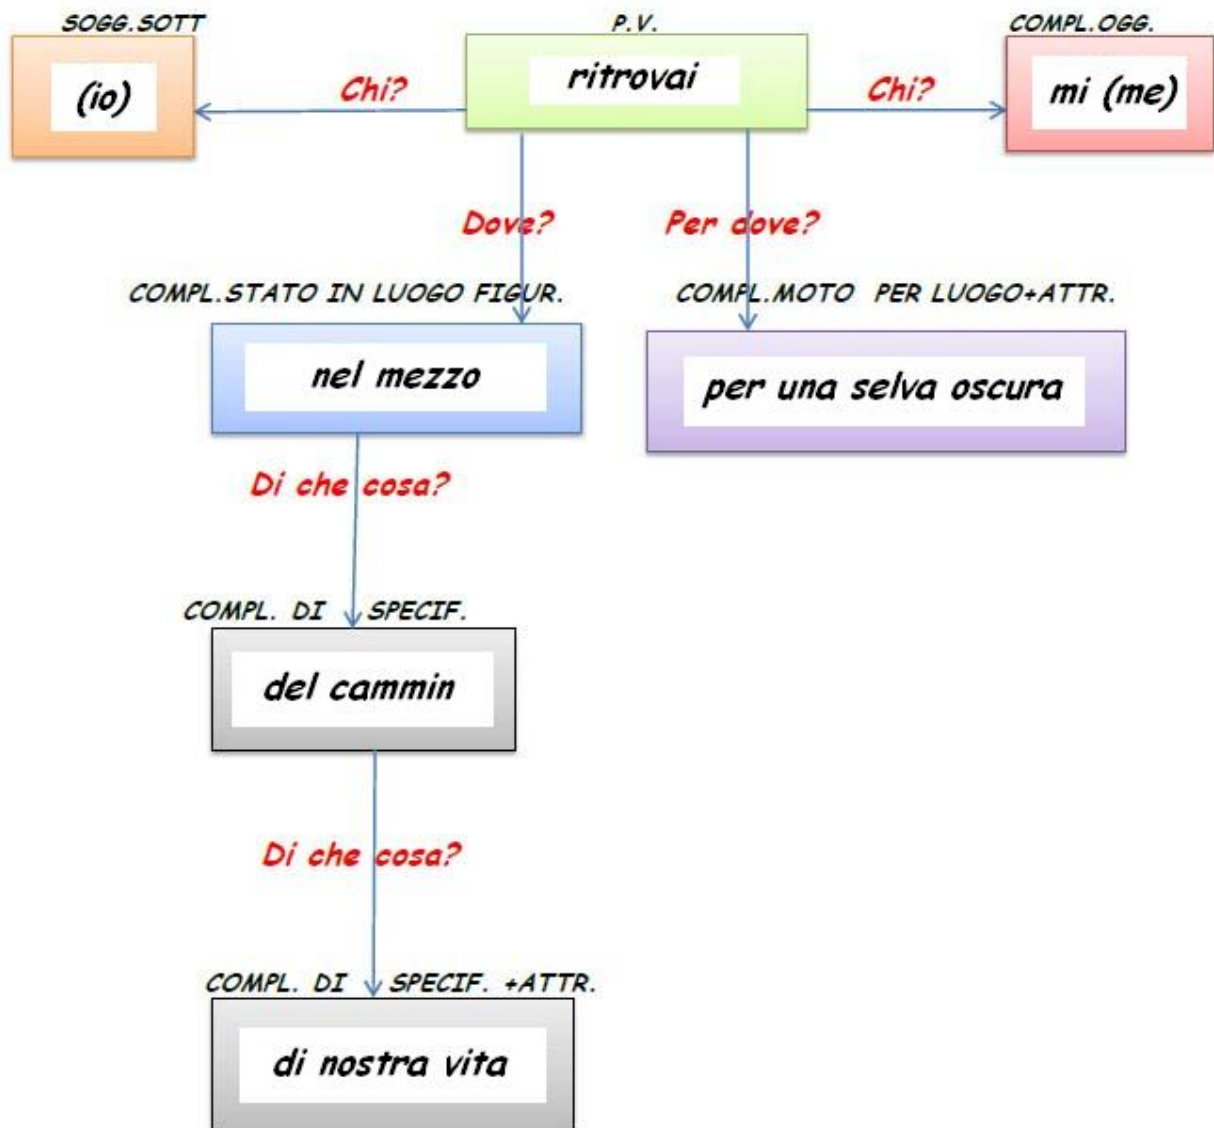 SOGG.SOTT
P.V.
COMPL.OGG.
(io)
Chi?
ritrovai
Chi?
mi (me)
Dove?
Per dove?
COMPL.STATO IN LUOGO FIGUR.
COMPL.MOTO PER LUOGO+ATTR.
nel mezzo
per una selva oscura
Di che cosa?
COMPL. DI SPECIF.
del cammin
Di che cosa?
COMPL. DI SPECIF. +ATTR.
di nostra vita